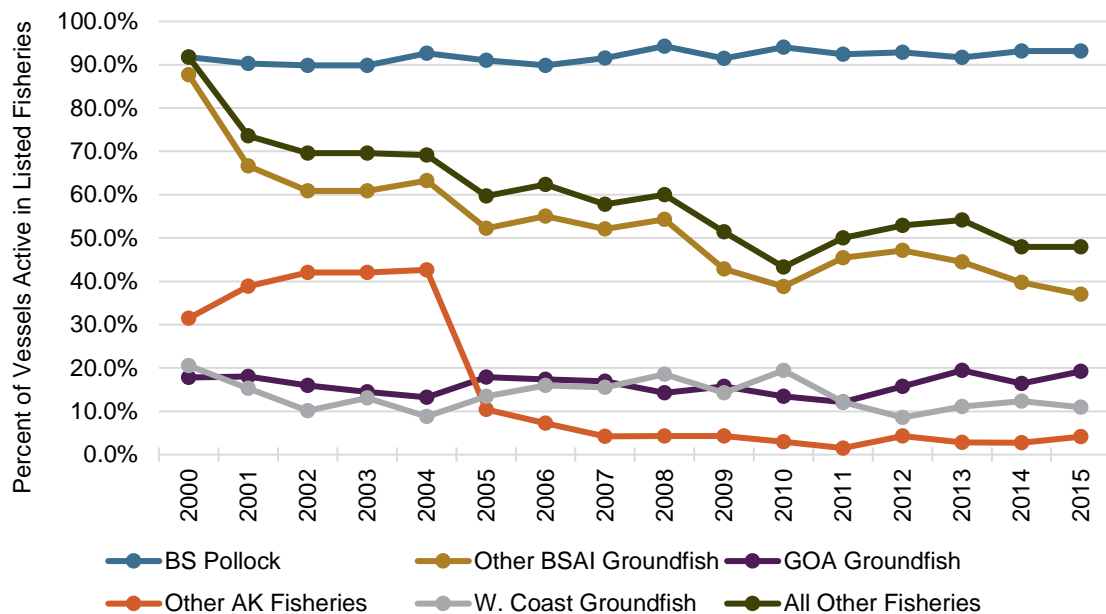 Percent of Vessels Active in Listed Fisheries
100.0%
90.0%
80.0%
70.0%
60.0%
50.0%
40.0%
30.0%
20.0%
10.0%
0.0%
2000 2001 2002 2003 2004 2005 2006 2007 2008 2009 2010 2011 2012 2013 2014 2015
BS Pollock Other BSAI Groundfish GOA Groundfish
Other AK Fisheries W. Coast Groundfish All Other Fisheries